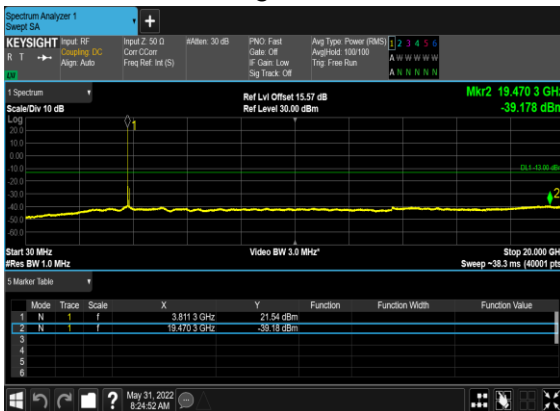 Spectrum Analyzer 1
Swept SA
KEYSIGHT Input: RF Input Z: 50 Ω #Atten: 30 dB PNO: Fast Avg Type: Power (RMS) 1 2 3 4 5 6
R T Coupling: DC Corr CCorr Gate: Off Avg|Hold: 100/100 A W W W W W
Align: Auto Freq Ref: Int (S) IF Gain: Low Trig: Free Run
Sig Track: Off A N N N N N
1 Spectrum Ref Lvl Offset 15.57 dB Mkr2 19.470 3 GHz
Scale/Div 10 dB Ref Level 30.00 dBm -39.178 dBm
Log
20.0
10.0
0.00
-10.0
-20.0
-30.0
-40.0
-50.0
-60.0
1
DL1 -13.00 dBm
2
Start 30 MHz Video BW 3.0 MHz* Stop 20.000 GH
#Res BW 1.0 MHz Sweep ~38.3 ms (40001 pts
5 Marker Table
Mode Trace Scale X Y Function Function Width Function Value
1 N 1 f 3.811 3 GHz 21.54 dBm
2 N 1 f 19.470 3 GHz -39.18 dBm
3
4
5
6
? May 31, 2022
8:24:52 AM